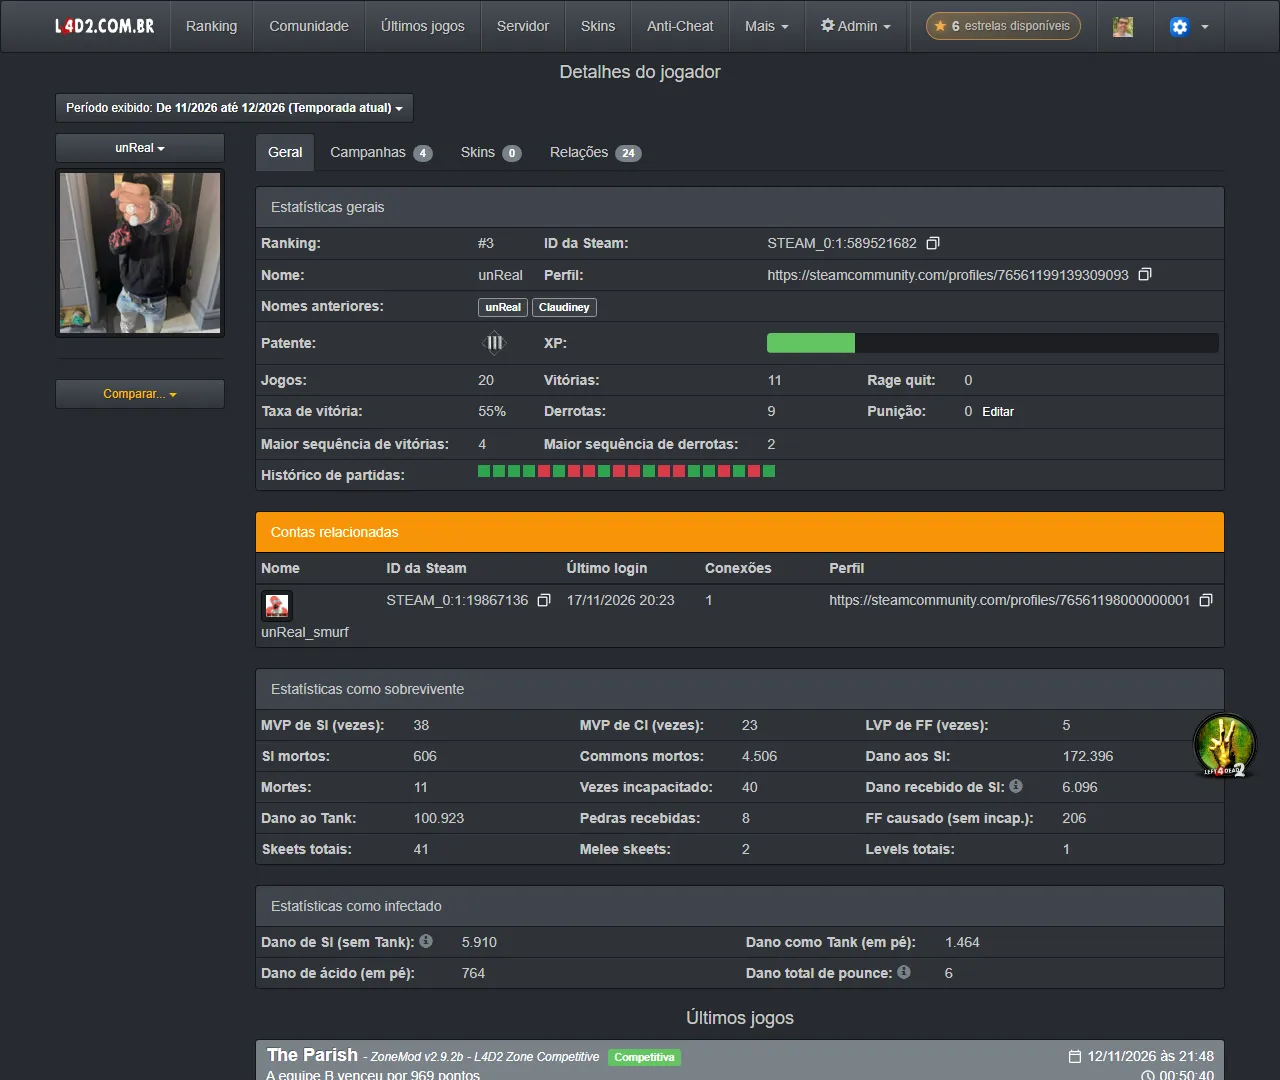 L4D2.COM.BR Ranking Comunidade Últimos jogos Servidor Skins Anti-Cheat Mais Admin 6 estrelas disponíveis
Detalhes do jogador
Período exibido: De 11/2026 até 12/2026 (Temporada atual)
unReal
Geral Campanhas 4 Skins 0 Relações 24
Comparar...
Estatísticas gerais
Ranking: #3 ID da Steam: STEAM_0:1:589521682
Nome: unReal Perfil: https://steamcommunity.com/profiles/76561199139309093
Nomes anteriores: unReal Claudiney
Patente: XP:
Jogos: 20 Vitórias: 11 Rage quit: 0
Taxa de vitória: 55% Derrotas: 9 Punição: 0 Editar
Maior sequência de vitórias: 4 Maior sequência de derrotas: 2
Histórico de partidas:
Contas relacionadas
Nome ID da Steam Último login Conexões Perfil
STEAM_0:1:19867136 17/11/2026 20:23 1 https://steamcommunity.com/profiles/76561198000000001
unReal_smurf
Estatísticas como sobrevivente
MVP de SI (vezes): 38 MVP de CI (vezes): 23 LVP de FF (vezes): 5
SI mortos: 606 Commons mortos: 4.506 Dano aos SI: 172.396
Mortes: 11 Vezes incapacitado: 40 Dano recebido de SI: 6.096
Dano ao Tank: 100.923 Pedras recebidas: 8 FF causado (sem incap.): 206
Skeets totais: 41 Melee skeets: 2 Levels totais: 1
LEFT 4 DEAD 2
Estatísticas como infectado
Dano de SI (sem Tank): 5.910 Dano como Tank (em pé): 1.464
Dano de ácido (em pé): 764 Dano total de pounce: 6
Últimos jogos
The Parish - ZoneMod v2.9.2b - L4D2 Zone Competitive Competitiva 12/11/2026 às 21:48
A equipe B venceu por 969 pontos 00:50:40